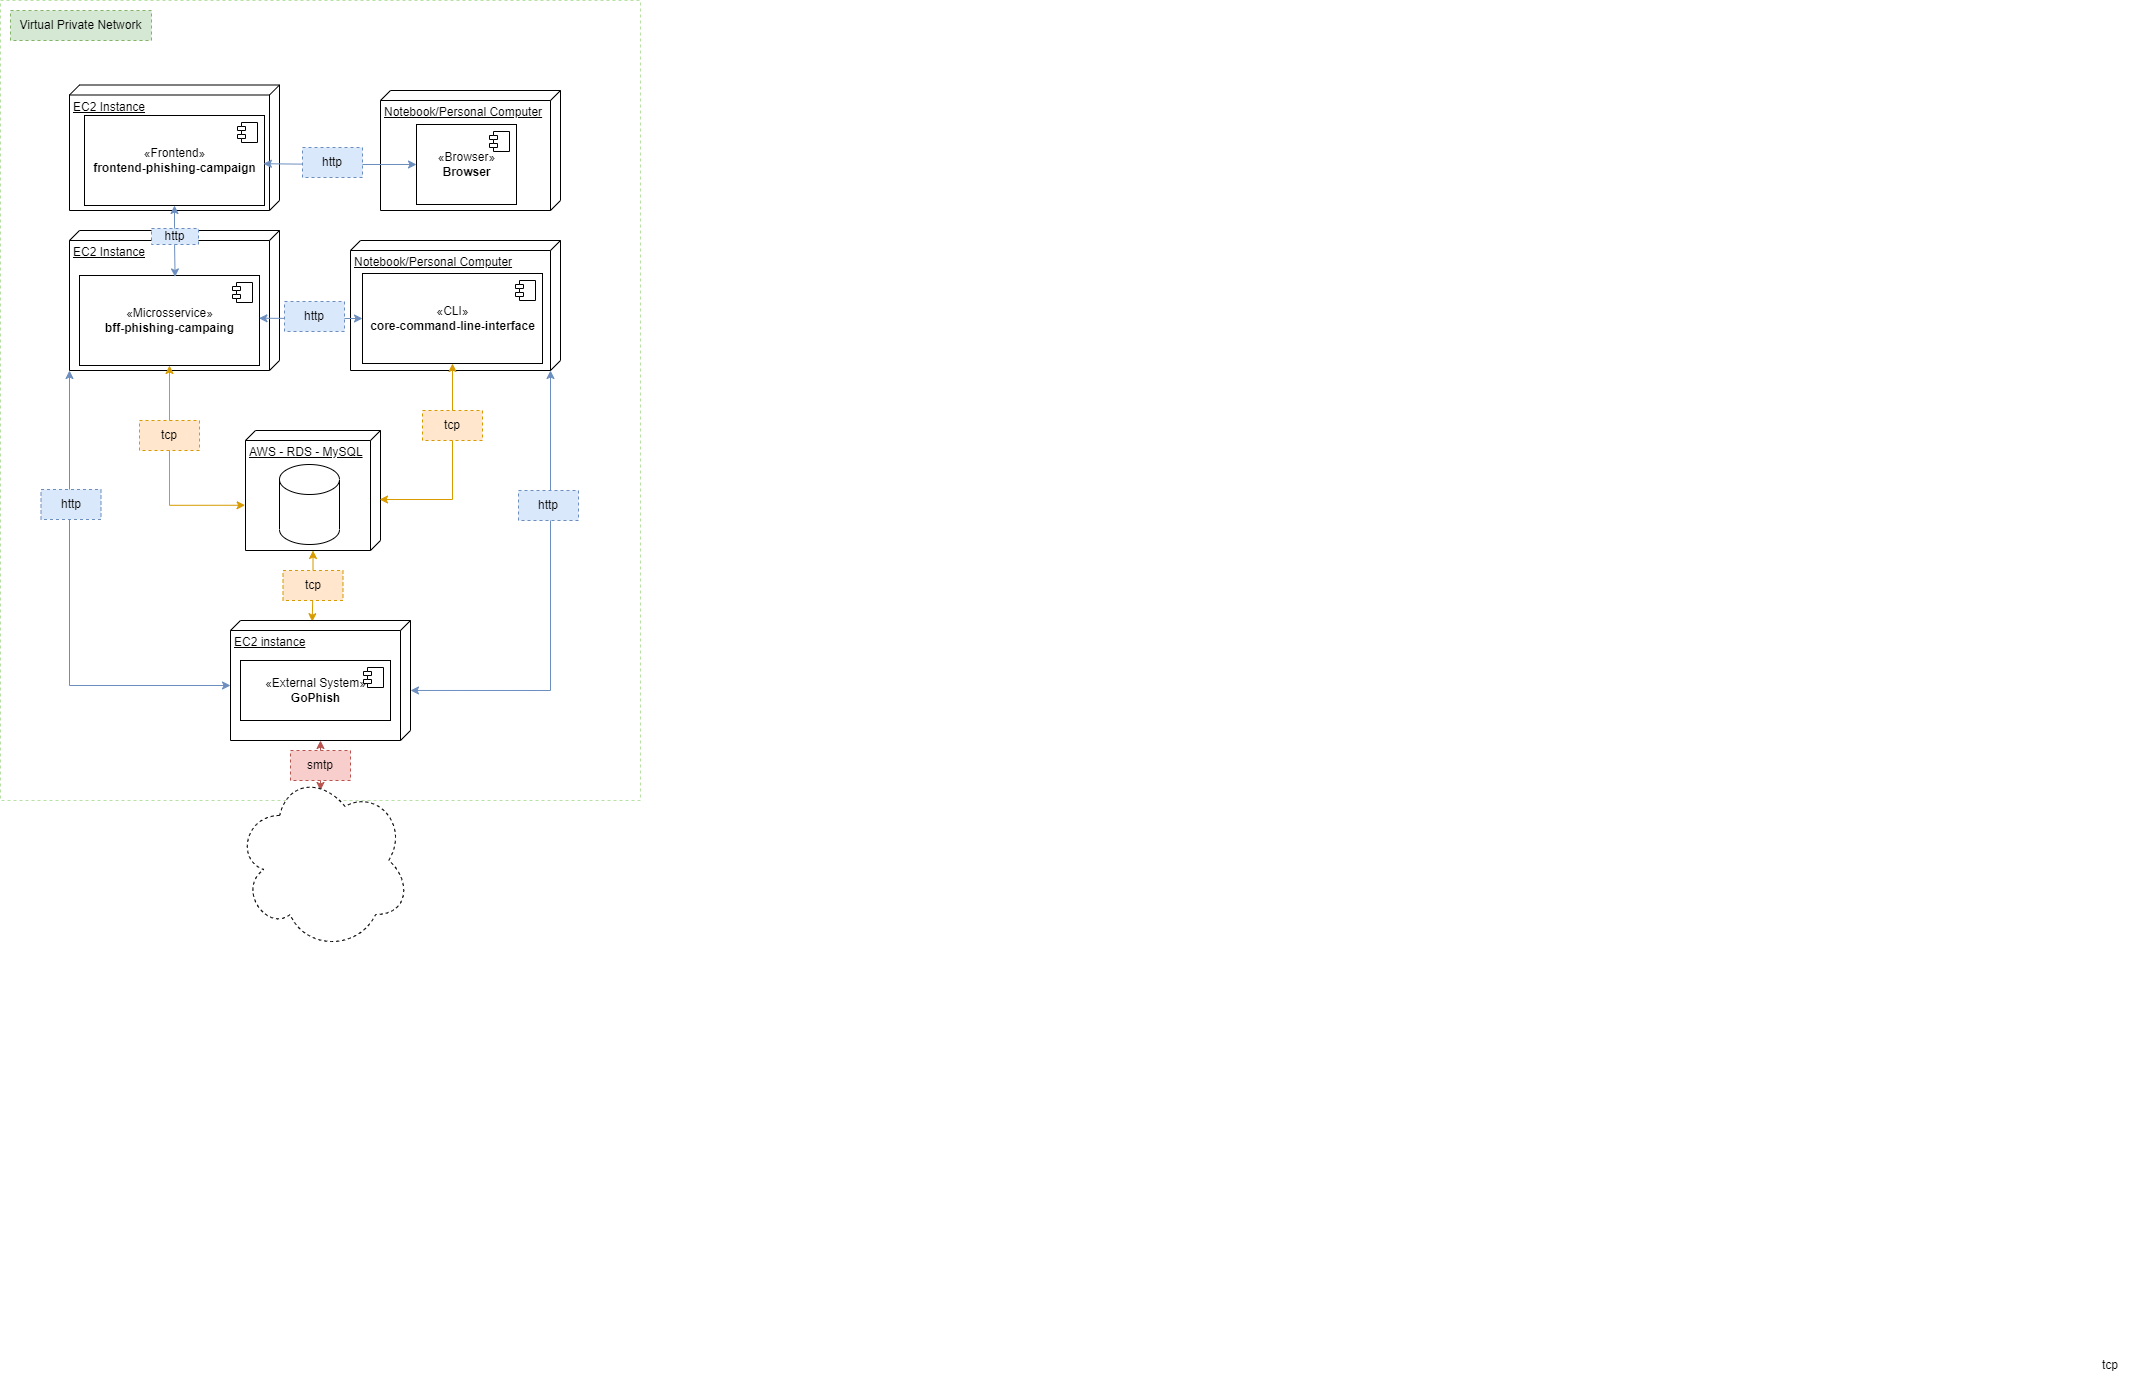 Virtual Private Network
EC2 Instance
«Frontend»
frontend-phishing-campaign
http
Notebook/Personal Computer
«Browser»
Browser
http
EC2 Instance
«Microsservice»
bff-phishing-campaing
http
Notebook/Personal Computer
«CLI»
core-command-line-interface
tcp
tcp
AWS - RDS - MySQL
http
http
tcp
EC2 instance
«External System»
GoPhish
smtp
tcp